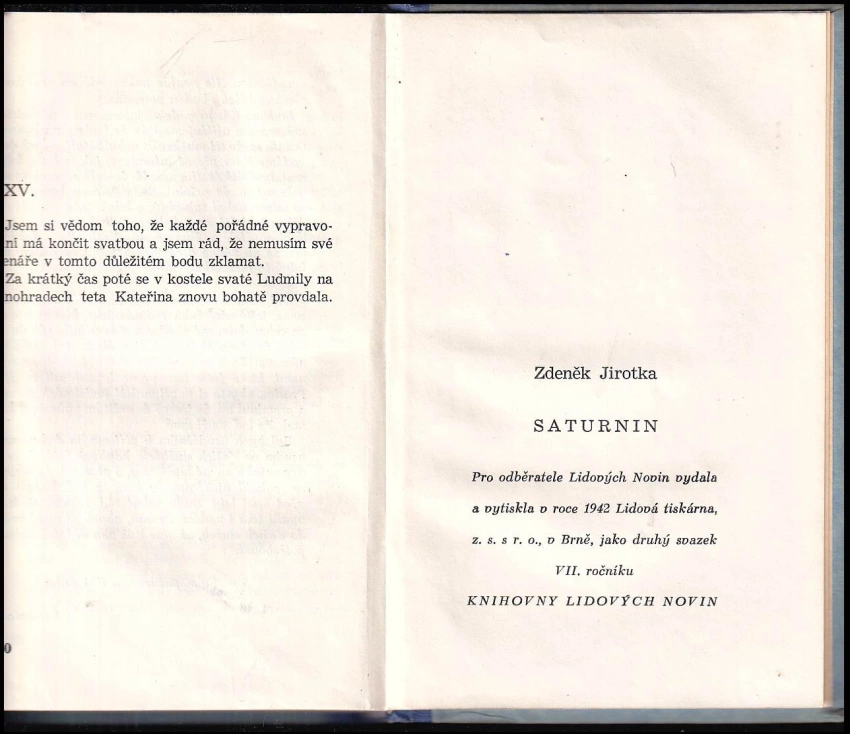 XV.
Jsem si vědom toho, že každé pořádné vypravo-
ní má končit svatbou a jsem rád, že nemusím své
enáře v tomto důležitém bodu zklamat.
Za krátký čas poté se v kostele svaté Ludmily na
nohradech teta Kateřina znovu bohatě provdala.
0
Zdeněk Jirotka
SATURNIN
Pro odběratele Lidových Novin vydala
a vytiskla v roce 1942 Lidová tiskárna,
z. s. s r. o., v Brně, jako druhý svazek
VII. ročníku
KNIHOVNY LIDOVÝCH NOVIN